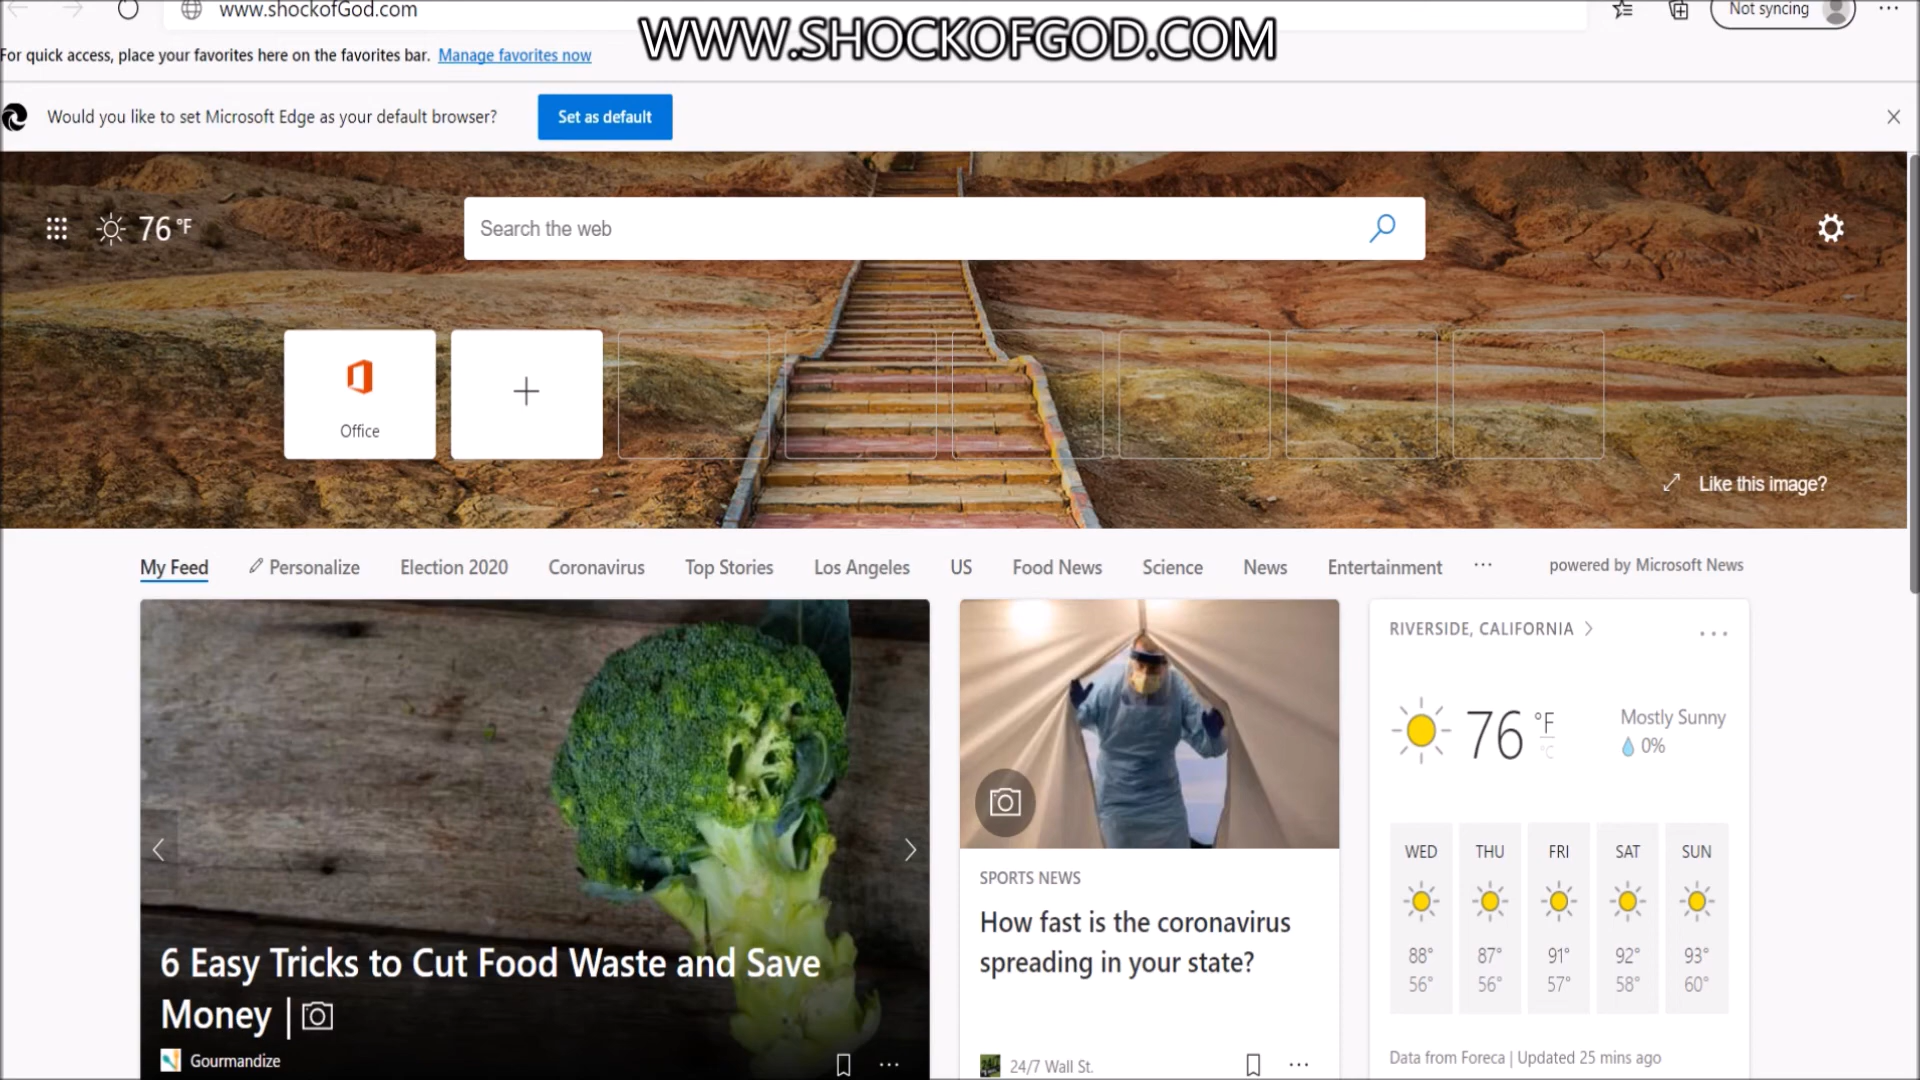 www.shockofGod.com
WWW.SHOCKOFGOD.COM
Not syncing
For quick access, place your favorites here on the favorites bar. Manage favorites now
Would you like to set Microsoft Edge as your default browser? Set as default
76 °F
Search the web
Office
Like this image?
My Feed Personalize Election 2020 Coronavirus Top Stories Los Angeles US Food News Science News Entertainment ... powered by Microsoft News
6 Easy Tricks to Cut Food Waste and Save
Money |
Gourmandize
SPORTS NEWS
How fast is the coronavirus
spreading in your state?
24/7 Wall St.
RIVERSIDE, CALIFORNIA
76 °F
°C
Mostly Sunny
0%
WED THU FRI SAT SUN
88° 87° 91° 92° 93°
56° 56° 57° 58° 60°
Data from Foreca | Updated 25 mins ago